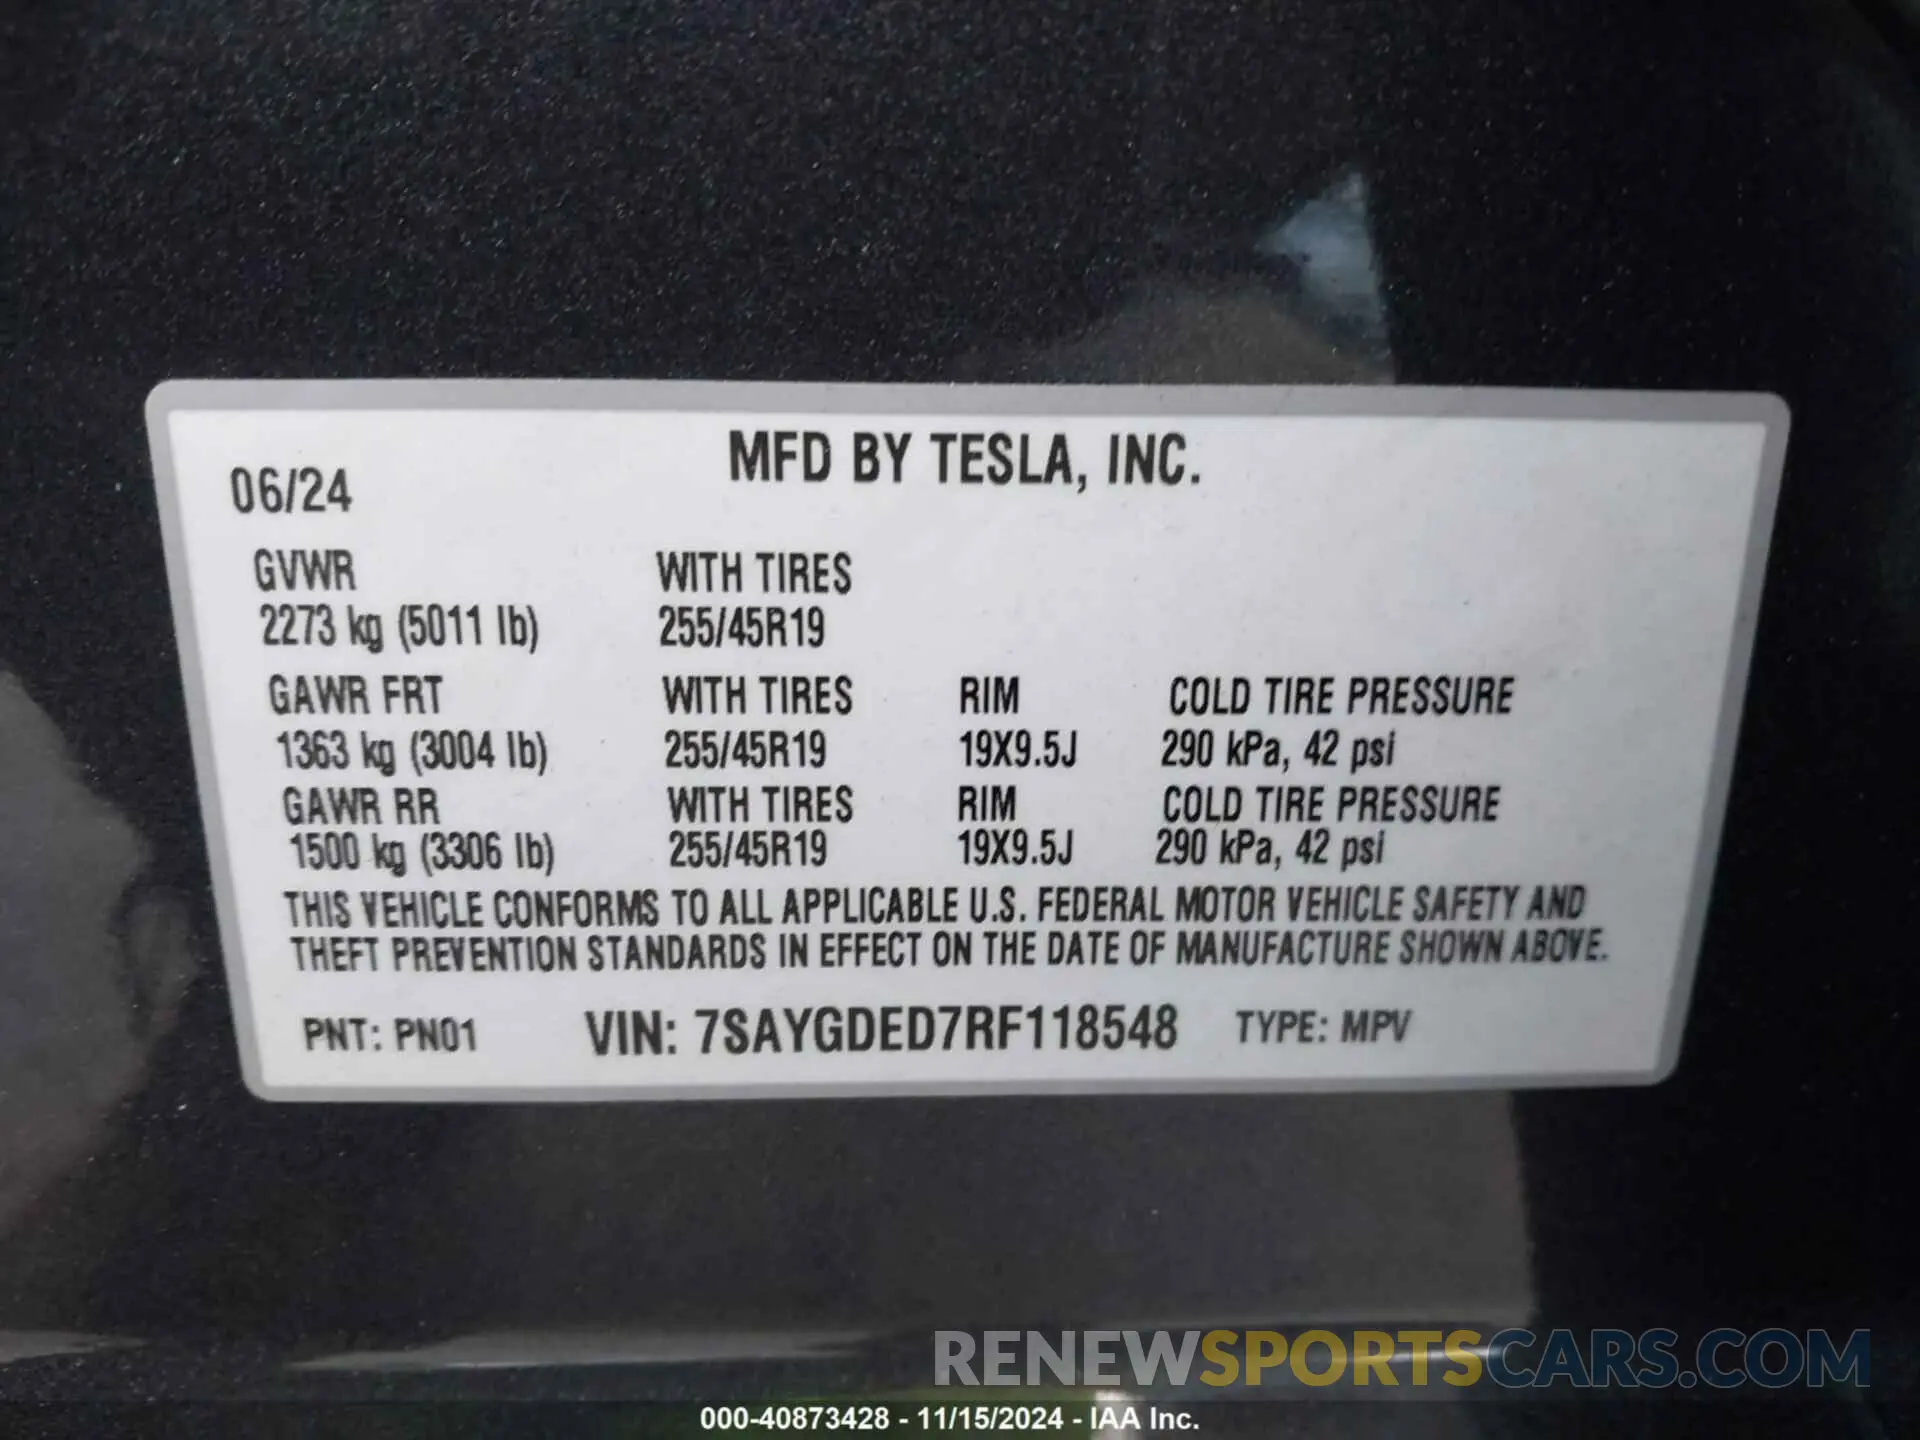 MFD BY TESLA, INC.
06/24
GVWR WITH TIRES
2273 kg (5011 lb) 255/45R19
GAWR FRT WITH TIRES RIM COLD TIRE PRESSURE
1363 kg (3004 lb) 255/45R19 19X9.5J 290 kPa, 42 psi
GAWR RR WITH TIRES RIM COLD TIRE PRESSURE
1500 kg (3306 lb) 255/45R19 19X9.5J 290 kPa, 42 psi
THIS VEHICLE CONFORMS TO ALL APPLICABLE U.S. FEDERAL MOTOR VEHICLE SAFETY AND
THEFT PREVENTION STANDARDS IN EFFECT ON THE DATE OF MANUFACTURE SHOWN ABOVE.
PNT: PN01 VIN: 7SAYGDED7RF118548 TYPE: MPV
RENEWSPORTSCARS.COM
000-40873428 - 11/15/2024 - IAA Inc.